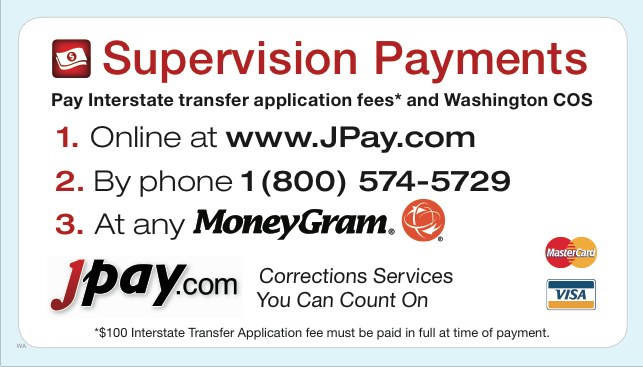 Supervision Payments
Pay Interstate transfer application fees* and Washington COS
1. Online at www.JPay.com
2. By phone 1(800) 574-5729
3. At any MoneyGram.®
Jpay.com
Corrections Services
You Can Count On
MasterCard
VISA
*$100 Interstate Transfer Application fee must be paid in full at time of payment.
WA